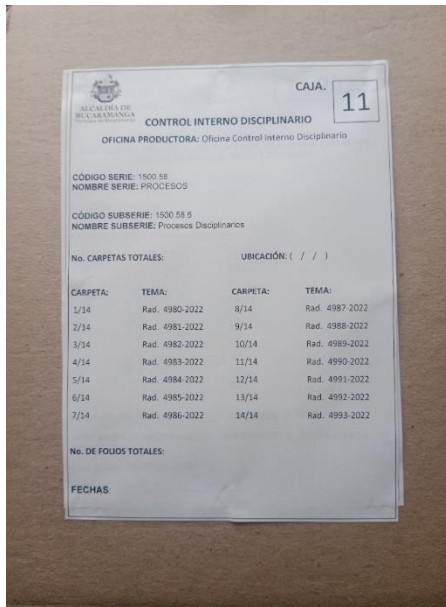 CAJA. 11
ALCALDÍA DE
BUCARAMANGA
Municipio de Bucaramanga
CONTROL INTERNO DISCIPLINARIO
OFICINA PRODUCTORA: Oficina Control Interno Disciplinario
CÓDIGO SERIE: 1500.58
NOMBRE SERIE: PROCESOS
CÓDIGO SUBSERIE: 1500.58.6
NOMBRE SUBSERIE: Procesos Disciplinarios
No. CARPETAS TOTALES: UBICACIÓN: ( / / )
CARPETA: TEMA: CARPETA: TEMA:
1/14 Rad. 4980-2022 8/14 Rad. 4987-2022
2/14 Rad. 4981-2022 9/14 Rad. 4988-2022
3/14 Rad. 4982-2022 10/14 Rad. 4989-2022
4/14 Rad. 4983-2022 11/14 Rad. 4990-2022
5/14 Rad. 4984-2022 12/14 Rad. 4991-2022
6/14 Rad. 4985-2022 13/14 Rad. 4992-2022
7/14 Rad. 4986-2022 14/14 Rad. 4993-2022
No. DE FOLIOS TOTALES:
FECHAS: